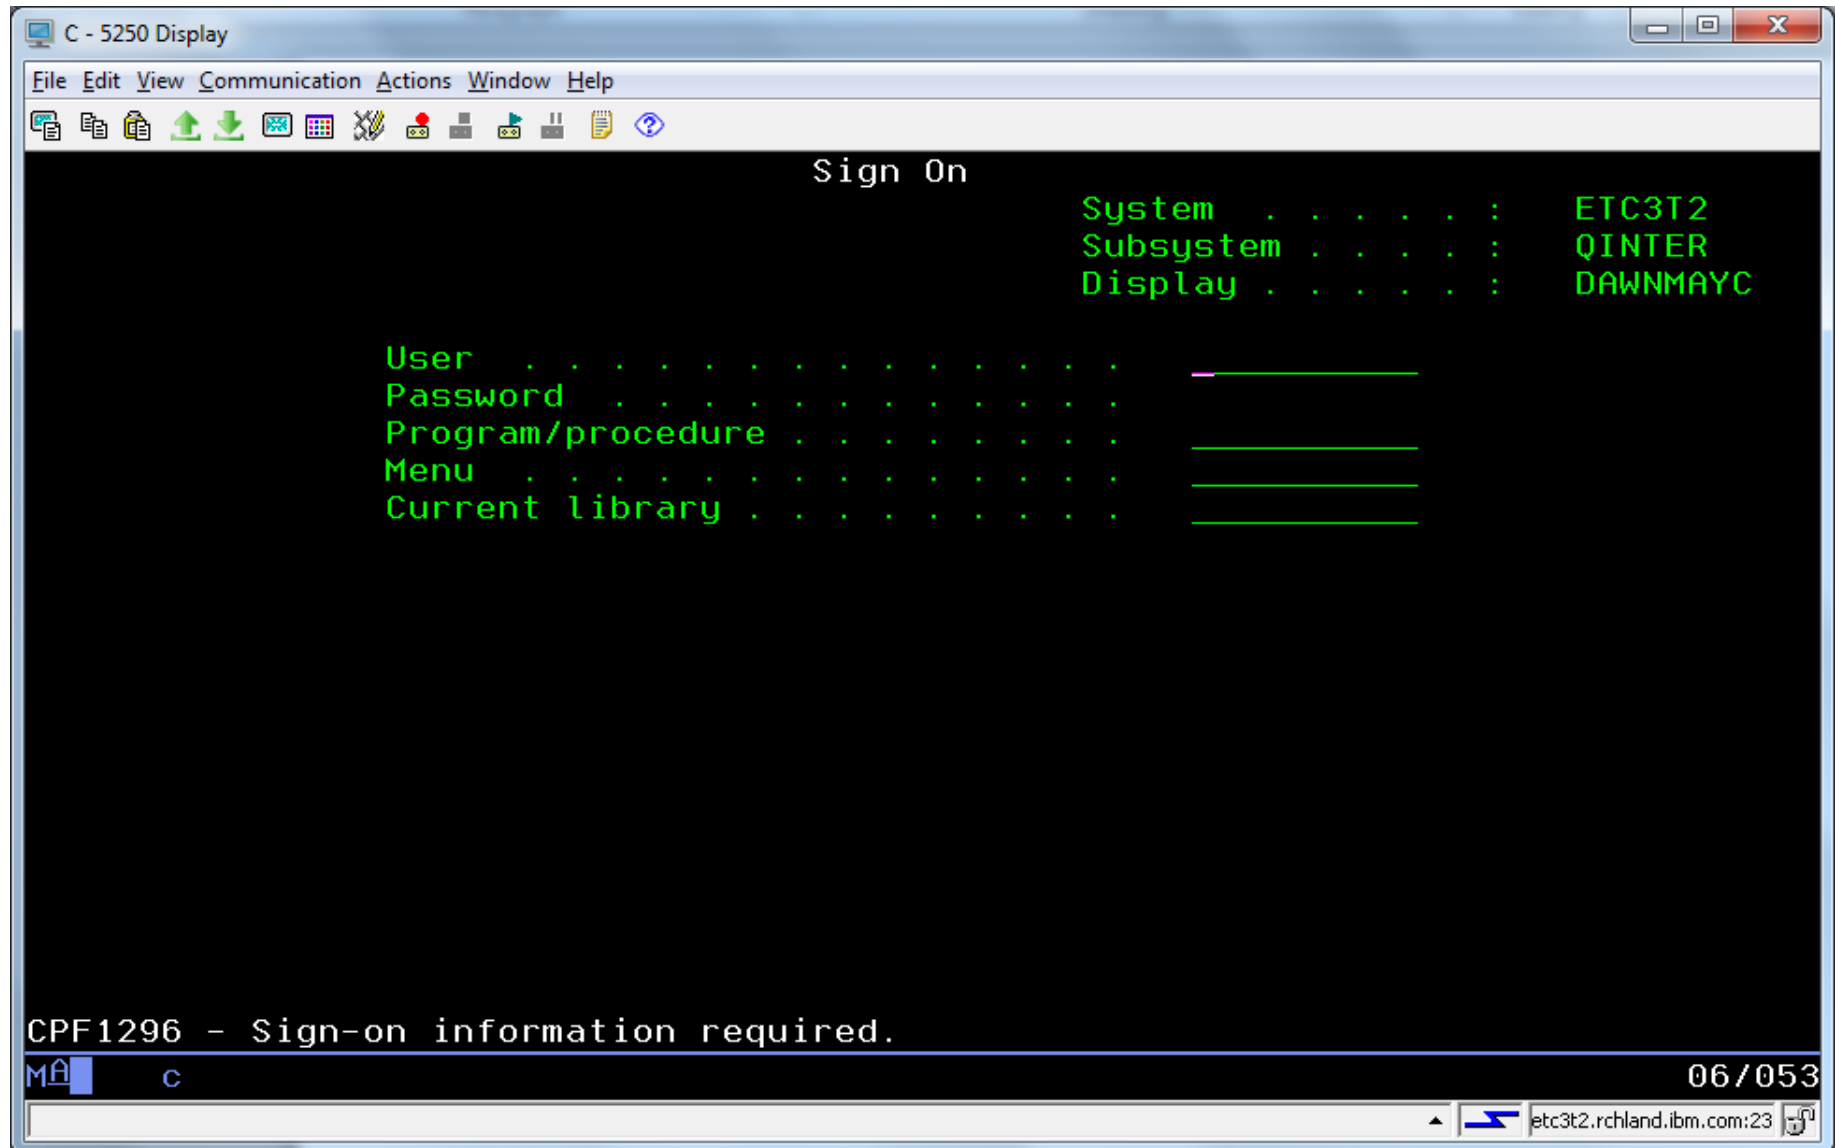 C - 5250 Display
File Edit View Communication Actions Window Help
Sign On
System . . . . . : ETC3T2
Subsystem . . . . : QINTER
Display . . . . . : DAWNMAYC
User . . . . . . . . . . . . . .
Password . . . . . . . . . . . .
Program/procedure . . . . . . . .
Menu . . . . . . . . . . . . . .
Current library . . . . . . . . .
CPF1296 - Sign-on information required.
MA C 06/053
etc3t2.rchland.ibm.com:23